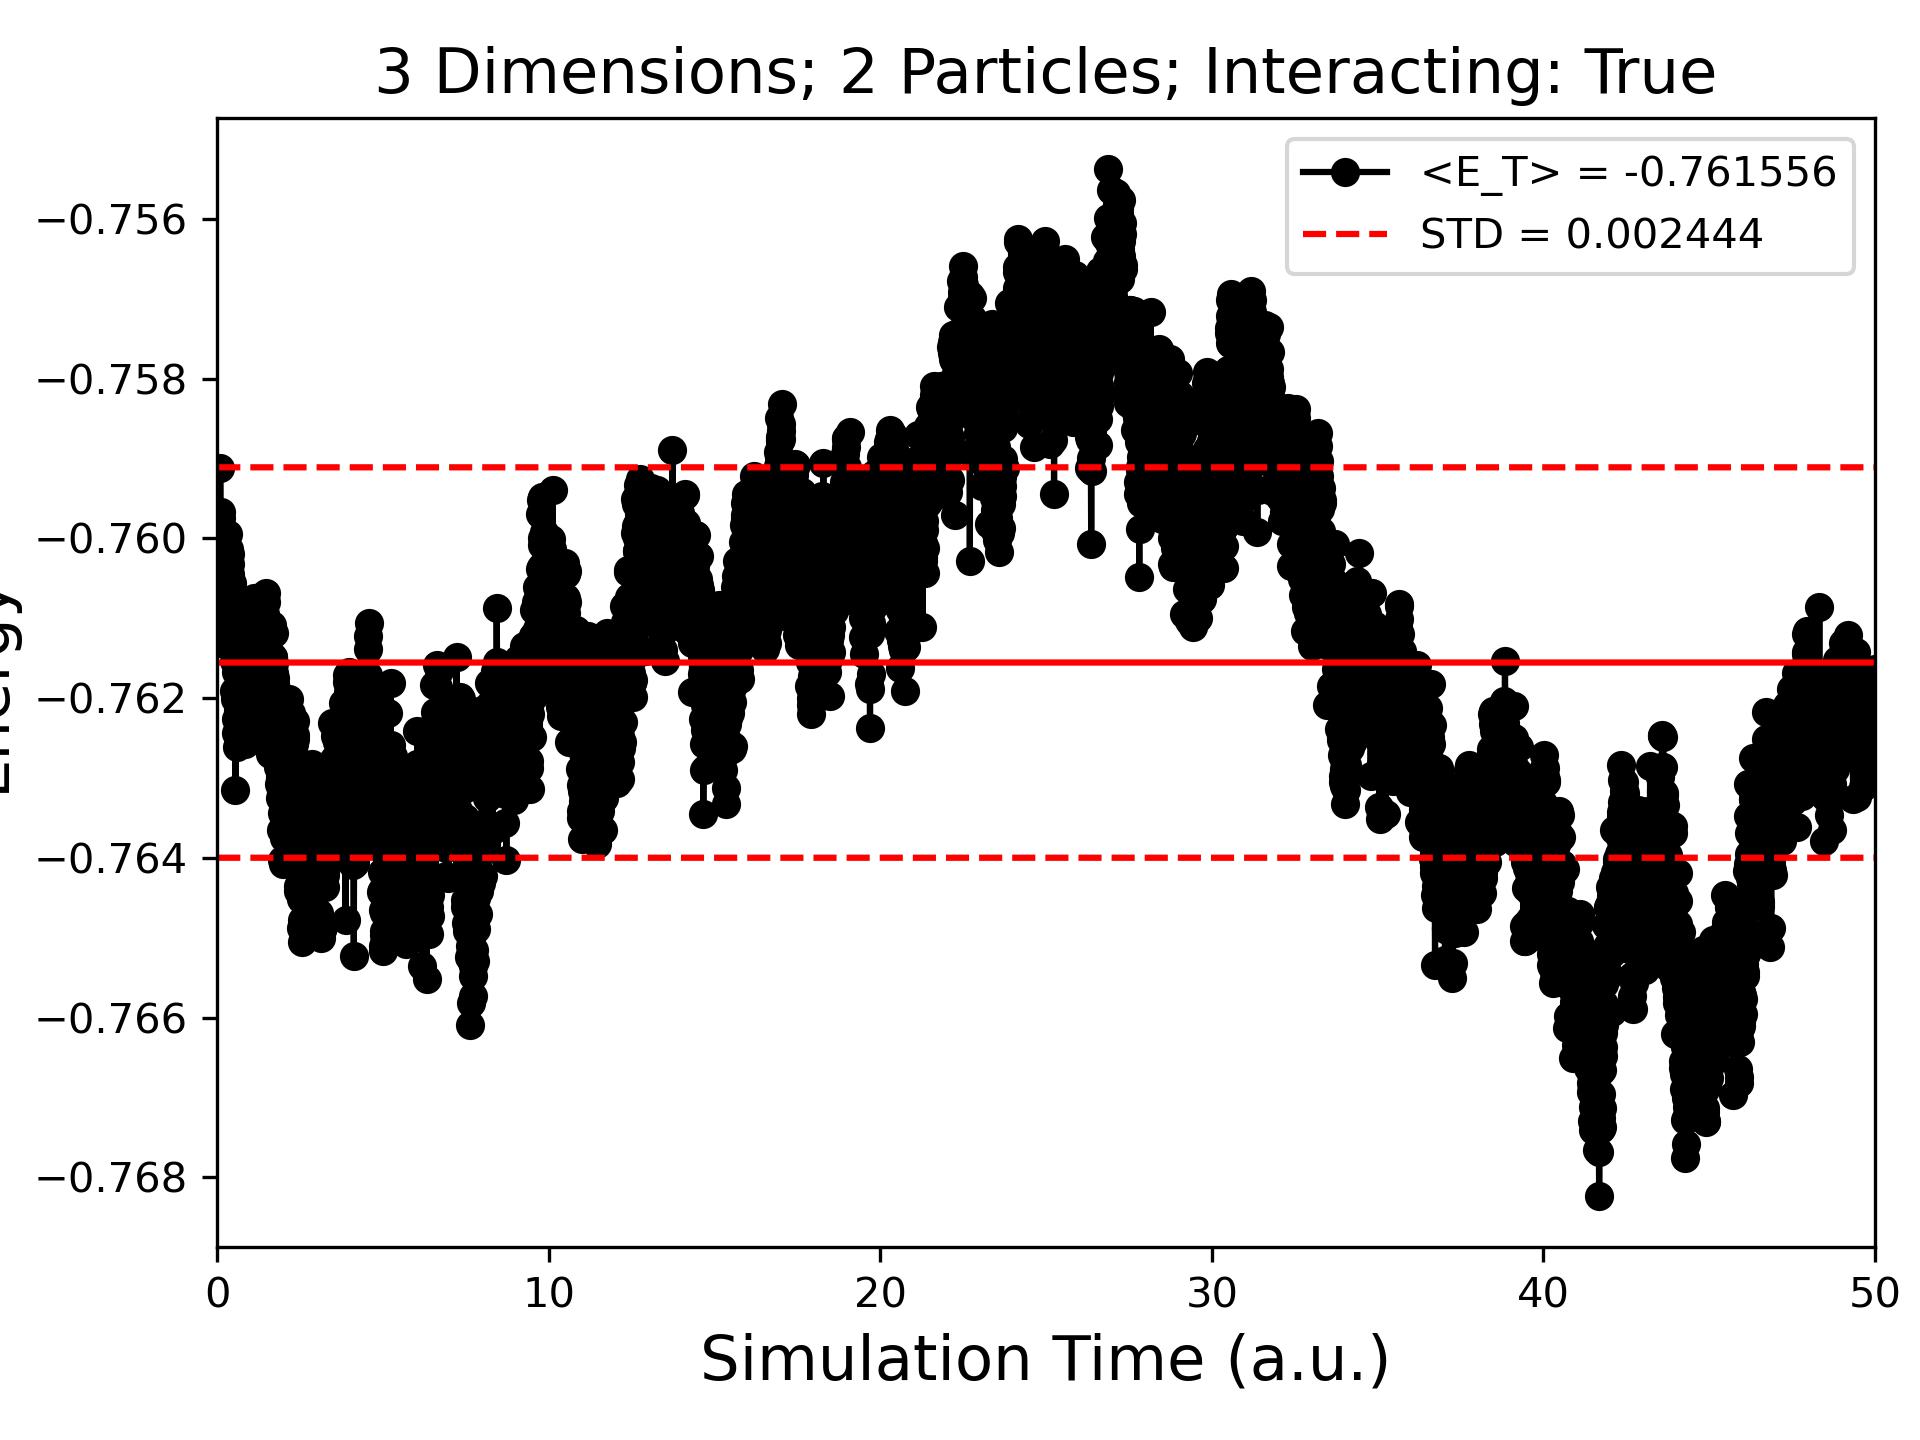 3 Dimensions; 2 Particles; Interacting: True
<E_T> = -0.761556
STD = 0.002444
Energy
−0.756
−0.758
−0.760
−0.762
−0.764
−0.766
−0.768
0 10 20 30 40 50
Simulation Time (a.u.)